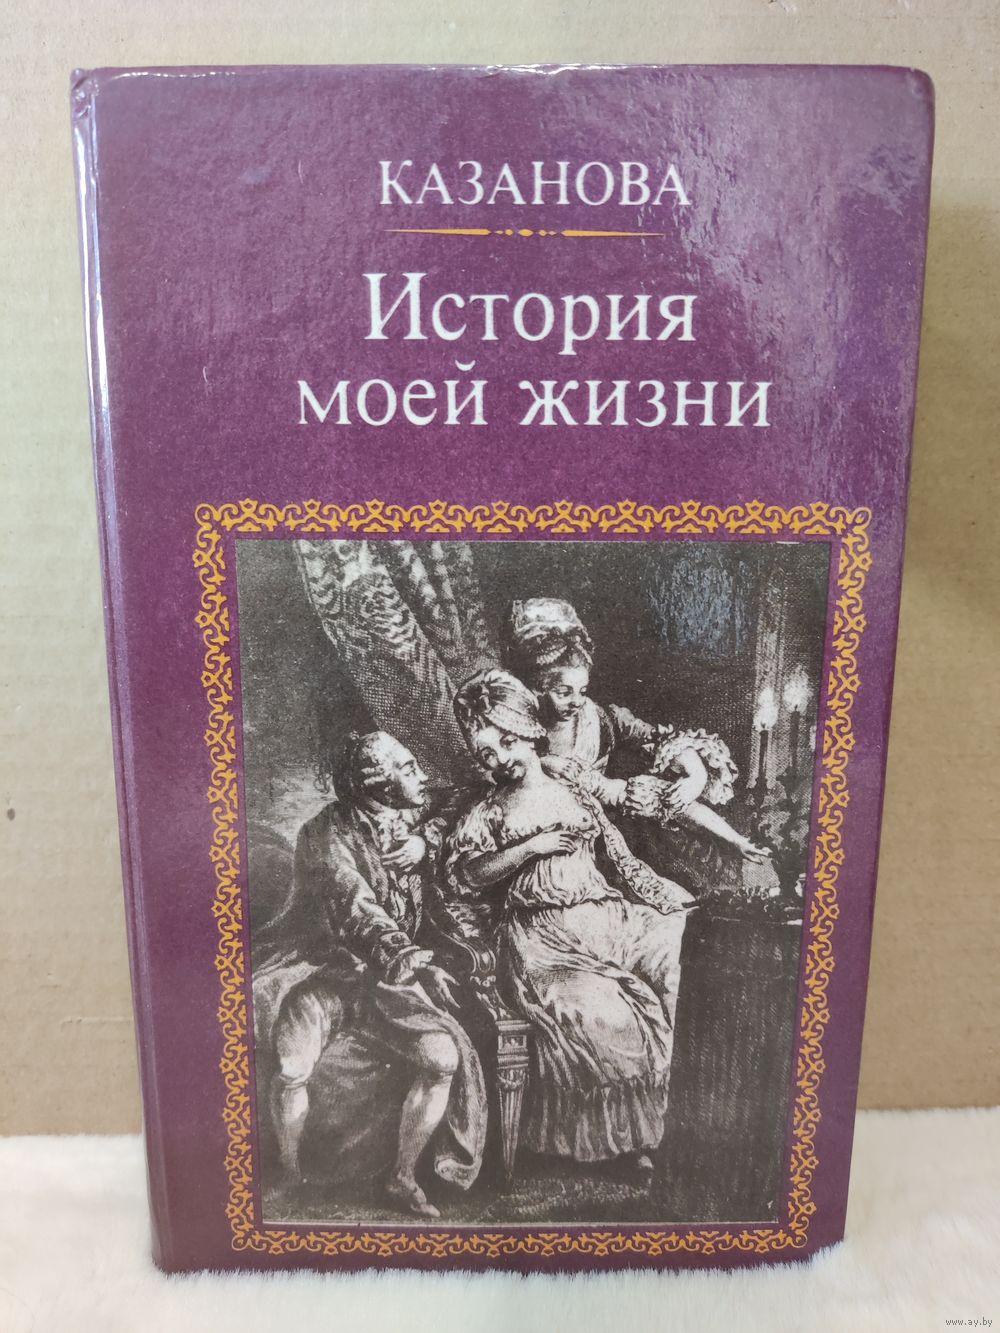 КАЗАНОВА
История
моей жизни
www.ay.by